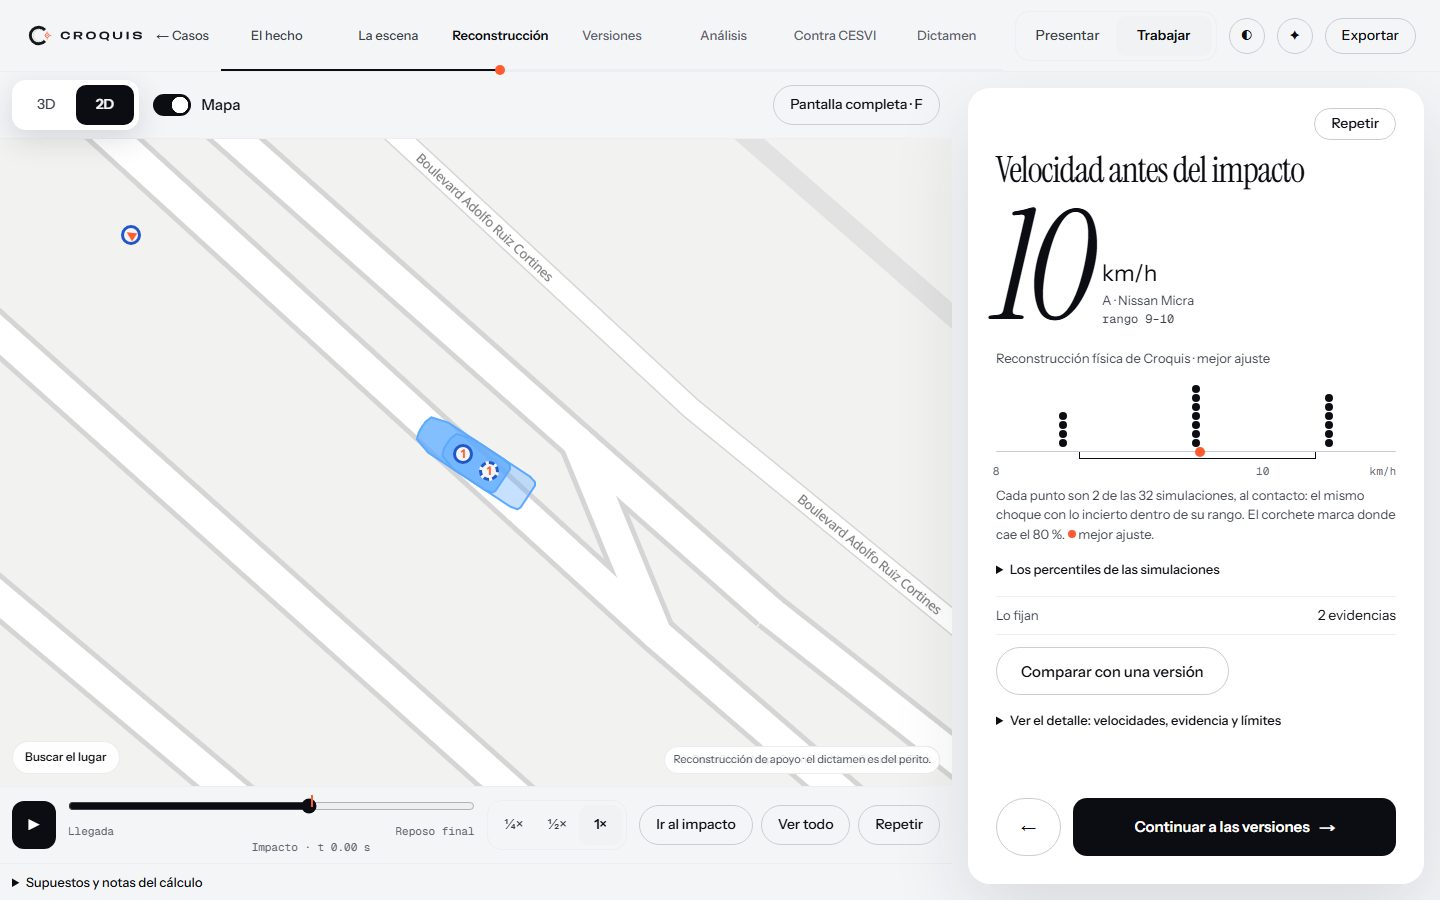 CROQUIS
← Casos
El hecho
La escena
Reconstrucción
Versiones
Análisis
Contra CESVI
Dictamen
Presentar
Trabajar
Exportar
3D
2D
Mapa
Pantalla completa · F
Boulevard Adolfo Ruiz Cortines
Boulevard Adolfo Ruiz Cortines
1
1
Buscar el lugar
Reconstrucción de apoyo · el dictamen es del perito.
Llegada
Reposo final
Impacto · t 0.00 s
¼×
½×
1×
Ir al impacto
Ver todo
Repetir
Supuestos y notas del cálculo
Repetir
Velocidad antes del impacto
10
km/h
A · Nissan Micra
rango 9–10
Reconstrucción física de Croquis · mejor ajuste
8
10
km/h
Cada punto son 2 de las 32 simulaciones, al contacto: el mismo
choque con lo incierto dentro de su rango. El corchete marca donde
cae el 80 %. mejor ajuste.
Los percentiles de las simulaciones
Lo fijan
2 evidencias
Comparar con una versión
Ver el detalle: velocidades, evidencia y límites
←
Continuar a las versiones →